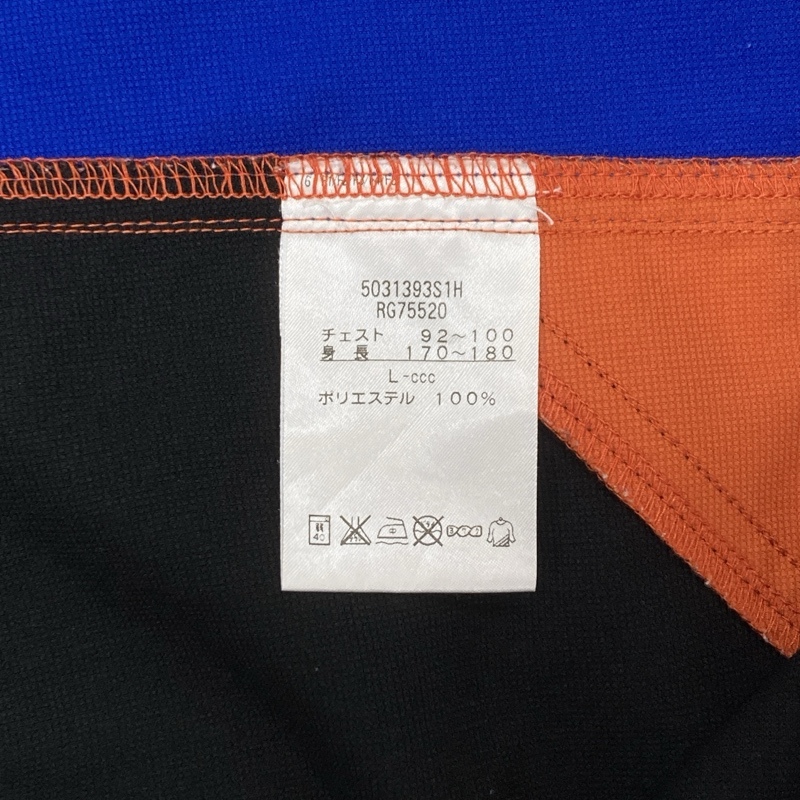 5031393S1H
RG75520
チェスト 92～100
身 長 170～180
L-ccc
ポリエステル 100%
40